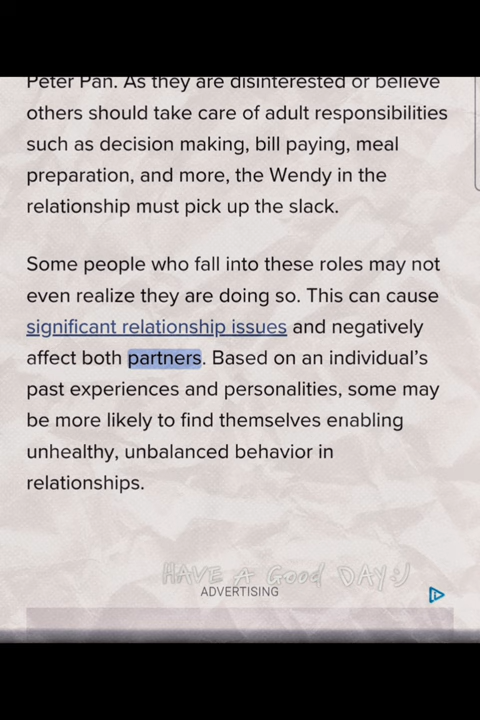 Peter Pan. As they are disinterested or believe
others should take care of adult responsibilities
such as decision making, bill paying, meal
preparation, and more, the Wendy in the
relationship must pick up the slack.
Some people who fall into these roles may not
even realize they are doing so. This can cause
significant relationship issues and negatively
affect both partners. Based on an individual’s
past experiences and personalities, some may
be more likely to find themselves enabling
unhealthy, unbalanced behavior in
relationships.
HAVE A GooD DAY:)
ADVERTISING